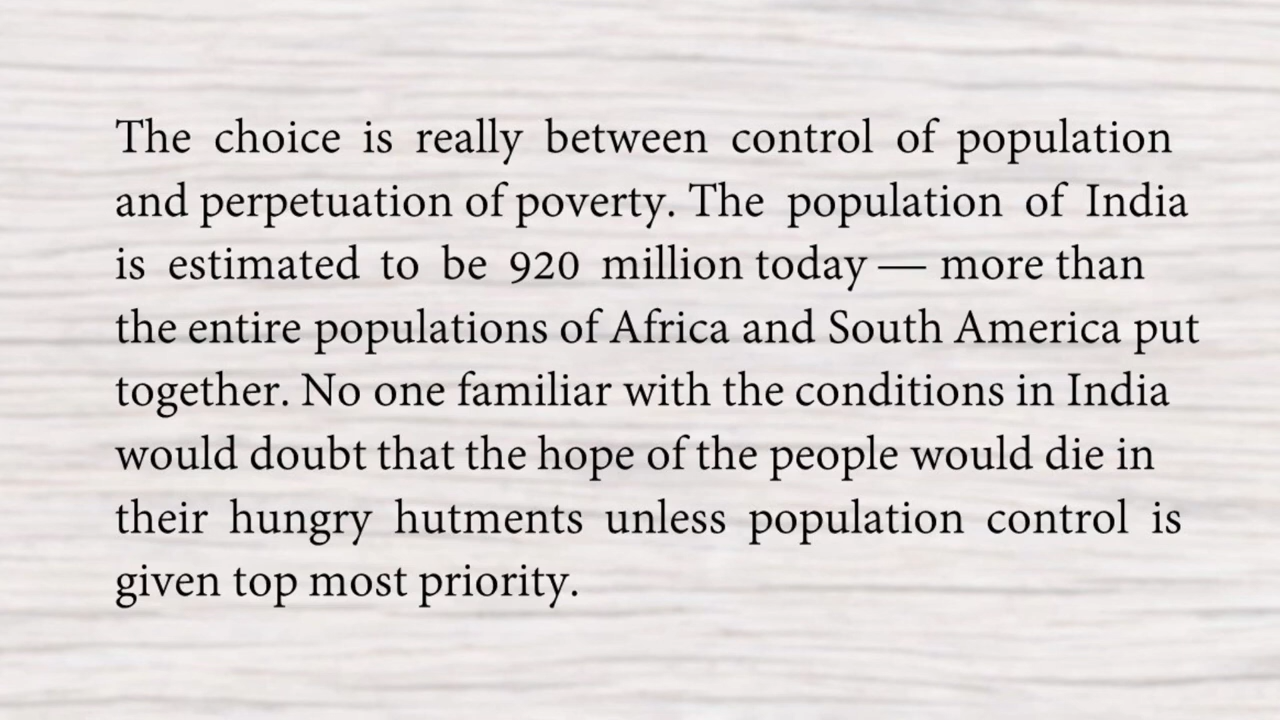 The choice is really between control of population
and perpetuation of poverty. The population of India
is estimated to be 920 million today — more than
the entire populations of Africa and South America put
together. No one familiar with the conditions in India
would doubt that the hope of the people would die in
their hungry hutments unless population control is
given top most priority.